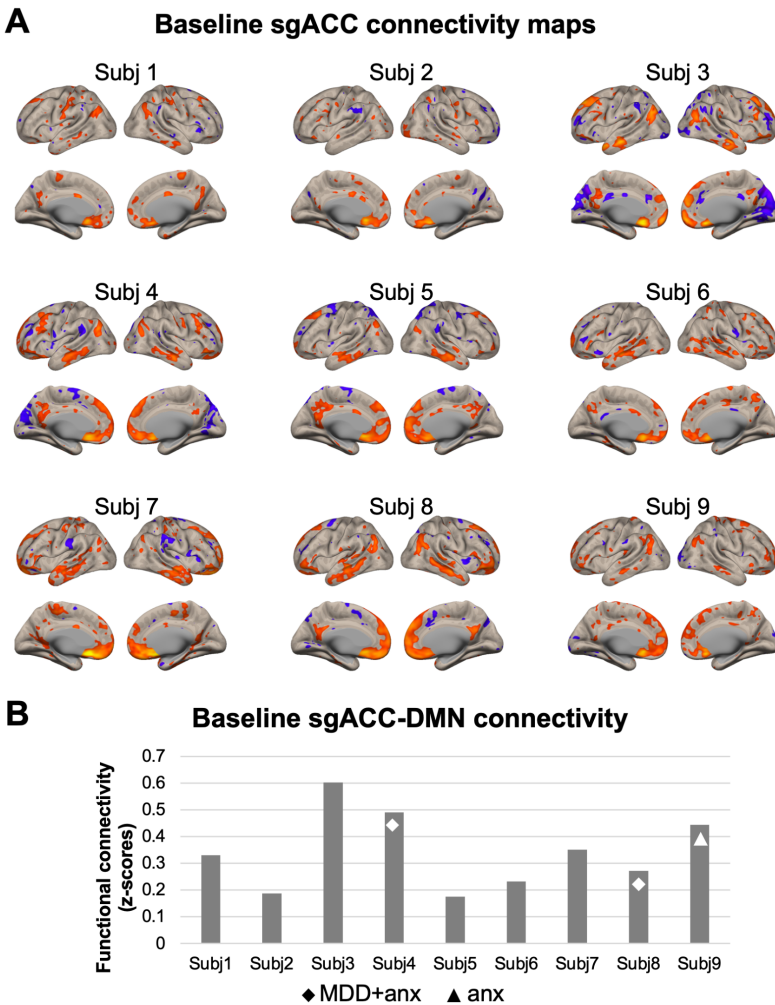 A
Baseline sgACC connectivity maps
Subj 1
Subj 2
Subj 3
Subj 4
Subj 5
Subj 6
Subj 7
Subj 8
Subj 9
B
Baseline sgACC-DMN connectivity
Functional connectivity
(z-scores)
0.7
0.6
0.5
0.4
0.3
0.2
0.1
0
Subj1 Subj2 Subj3 Subj4 Subj5 Subj6 Subj7 Subj8 Subj9
◆ MDD+anx ▲ anx